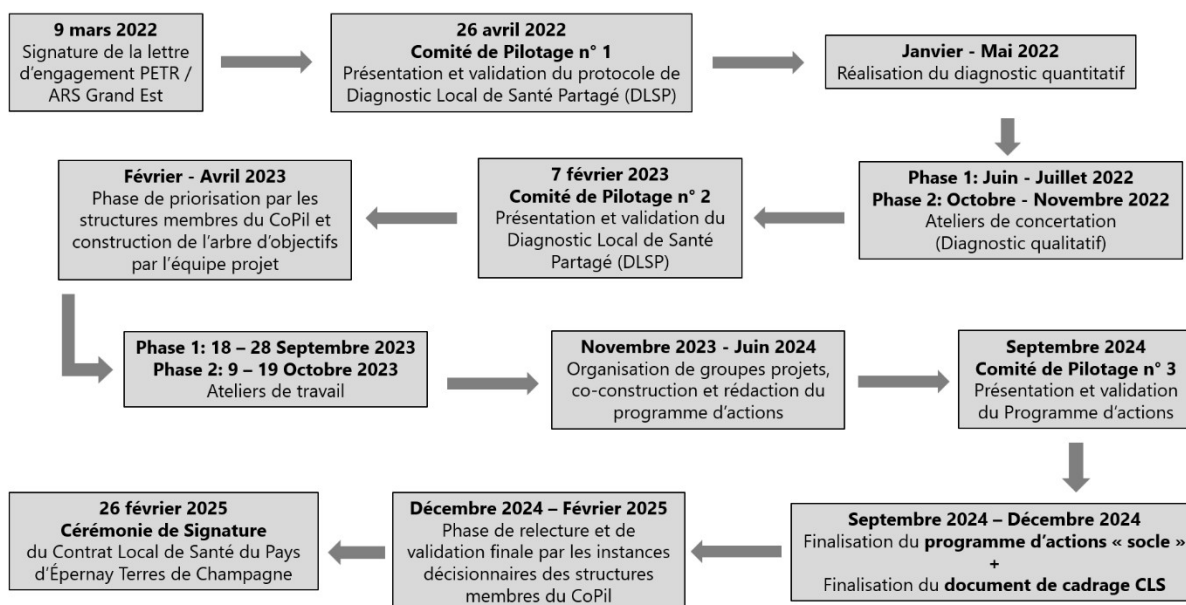 9 mars 2022
Signature de la lettre
d'engagement PETR /
ARS Grand Est
26 avril 2022
Comité de Pilotage n° 1
Présentation et validation du protocole de
Diagnostic Local de Santé Partagé (DLSP)
Janvier - Mai 2022
Réalisation du diagnostic quantitatif
Phase 1: Juin - Juillet 2022
Phase 2: Octobre - Novembre 2022
Ateliers de concertation
(Diagnostic qualitatif)
7 février 2023
Comité de Pilotage n° 2
Présentation et validation du
Diagnostic Local de Santé
Partagé (DLSP)
Février - Avril 2023
Phase de priorisation par les
structures membres du CoPil et
construction de l'arbre d'objectifs
par l'équipe projet
Phase 1: 18 – 28 Septembre 2023
Phase 2: 9 – 19 Octobre 2023
Ateliers de travail
Novembre 2023 - Juin 2024
Organisation de groupes projets,
co-construction et rédaction du
programme d'actions
Septembre 2024
Comité de Pilotage n° 3
Présentation et validation
du Programme d'actions
Septembre 2024 – Décembre 2024
Finalisation du programme d'actions « socle »
+
Finalisation du document de cadrage CLS
Décembre 2024 – Février 2025
Phase de relecture et de
validation finale par les instances
décisionnaires des structures
membres du CoPil
26 février 2025
Cérémonie de Signature
du Contrat Local de Santé du Pays
d'Épernay Terres de Champagne